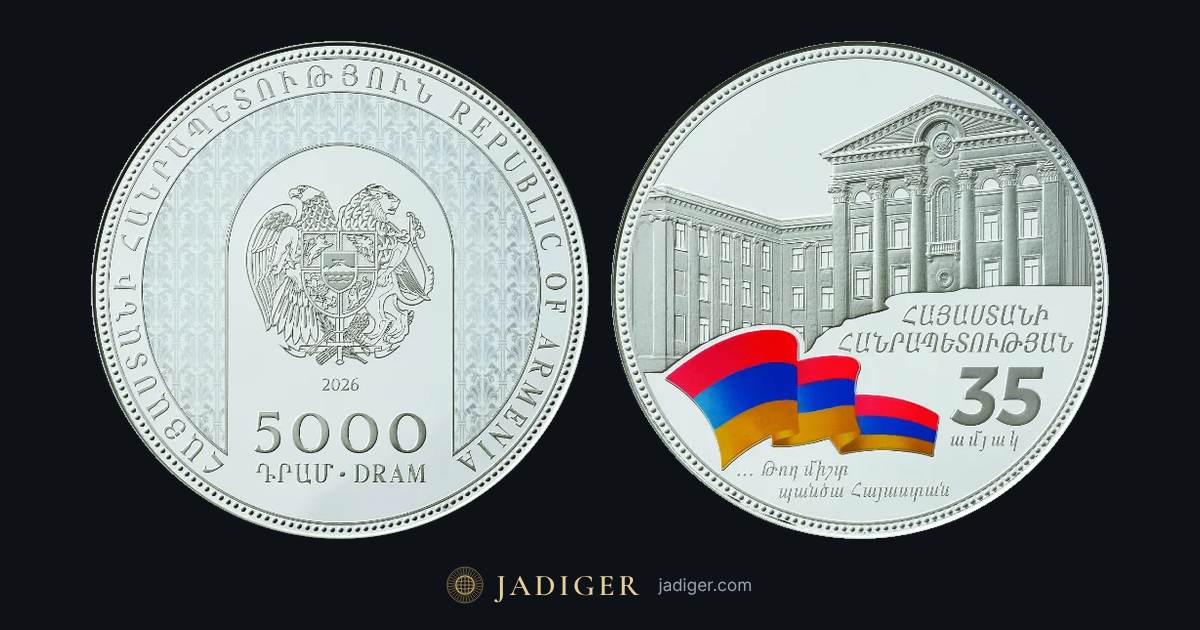 ՀԱՅԱՍՏԱՆԻ ՀԱՆՐԱՊԵՏՈՒԹՅՈՒՆ REPUBLIC OF ARMENIA
2026
5000
ԴՐԱՄ · DRAM
ՀԱՅԱՍՏԱՆԻ
ՀԱՆՐԱՊԵՏՈՒԹՅԱՆ
35
ամյակ
... Թող միշտ
պանծա Հայաստան
JADIGER jadiger.com